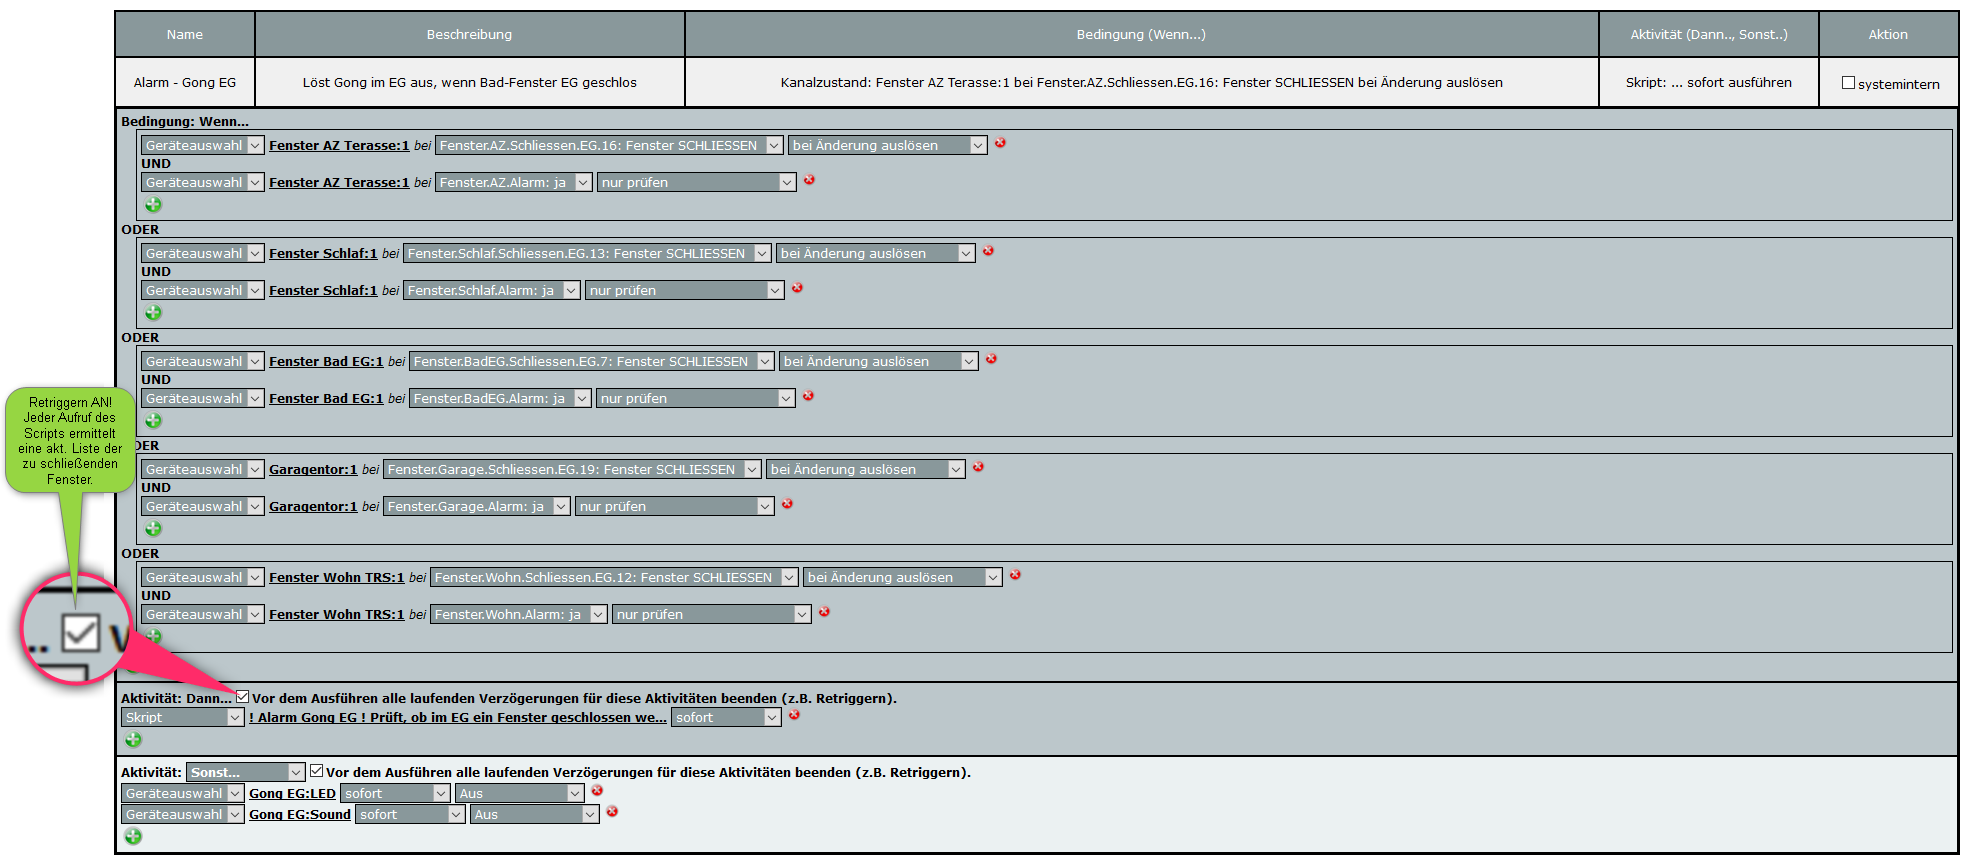 Name Beschreibung Bedingung (Wenn...) Aktivität (Dann.., Sonst..) Aktion
Alarm - Gong EG Löst Gong im EG aus, wenn Bad-Fenster EG geschlos Kanalzustand: Fenster AZ Terasse:1 bei Fenster.AZ.Schliessen.EG.16: Fenster SCHLIESSEN bei Änderung auslösen Skript: ... sofort ausführen systemintern
Bedingung: Wenn...
Geräteauswahl Fenster AZ Terasse:1 bei Fenster.AZ.Schliessen.EG.16: Fenster SCHLIESSEN bei Änderung auslösen
UND
Geräteauswahl Fenster AZ Terasse:1 bei Fenster.AZ.Alarm: ja nur prüfen
ODER
Geräteauswahl Fenster Schlaf:1 bei Fenster.Schlaf.Schliessen.EG.13: Fenster SCHLIESSEN bei Änderung auslösen
UND
Geräteauswahl Fenster Schlaf:1 bei Fenster.Schlaf.Alarm: ja nur prüfen
ODER
Geräteauswahl Fenster Bad EG:1 bei Fenster.BadEG.Schliessen.EG.7: Fenster SCHLIESSEN bei Änderung auslösen
UND
Geräteauswahl Fenster Bad EG:1 bei Fenster.BadEG.Alarm: ja nur prüfen
Retriggern AN!
Jeder Aufruf des
Scripts ermittelt
eine akt. Liste der
zu schließenden
Fenster.
DER
Geräteauswahl Garagentor:1 bei Fenster.Garage.Schliessen.EG.19: Fenster SCHLIESSEN bei Änderung auslösen
UND
Geräteauswahl Garagentor:1 bei Fenster.Garage.Alarm: ja nur prüfen
ODER
Geräteauswahl Fenster Wohn TRS:1 bei Fenster.Wohn.Schliessen.EG.12: Fenster SCHLIESSEN bei Änderung auslösen
UND
Geräteauswahl Fenster Wohn TRS:1 bei Fenster.Wohn.Alarm: ja nur prüfen
.. V
Aktivität: Dann... Vor dem Ausführen alle laufenden Verzögerungen für diese Aktivitäten beenden (z.B. Retriggern).
Skript ! Alarm Gong EG ! Prüft, ob im EG ein Fenster geschlossen we... sofort
Aktivität: Sonst... Vor dem Ausführen alle laufenden Verzögerungen für diese Aktivitäten beenden (z.B. Retriggern).
Geräteauswahl Gong EG:LED sofort Aus
Geräteauswahl Gong EG:Sound sofort Aus